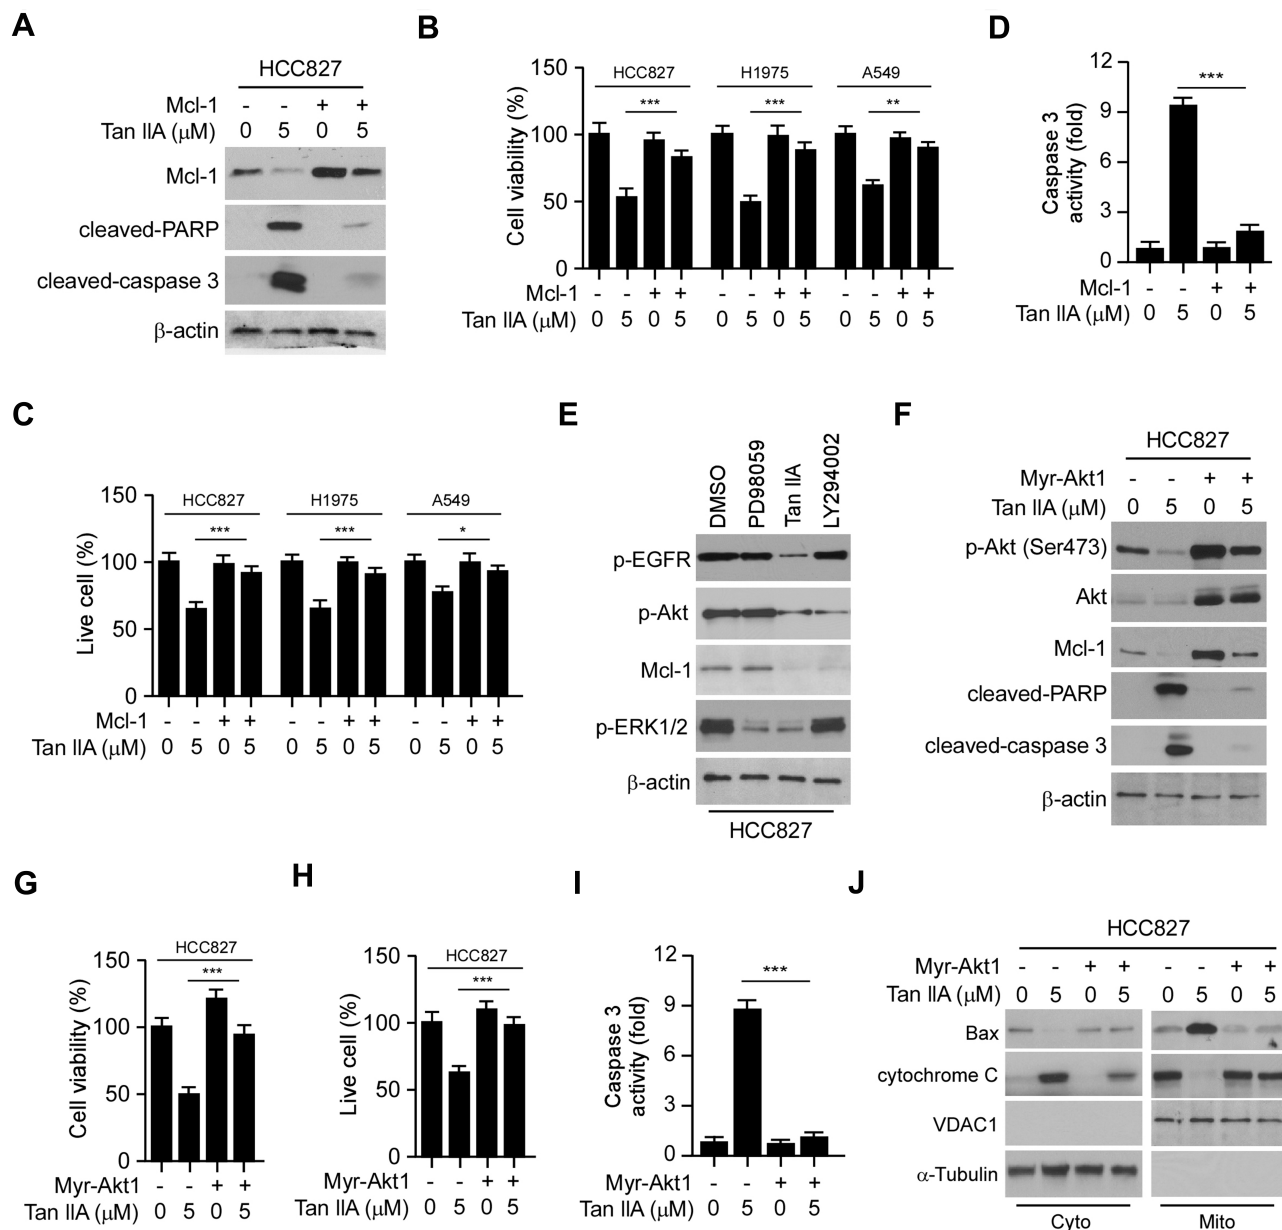 A
HCC827
Mcl-1 - - + +
Tan IIA (μM) 0 5 0 5
Mcl-1
cleaved-PARP
cleaved-caspase 3
β-actin
B
Cell viability (%)
150
100
50
0
HCC827 H1975 A549
*** *** **
Mcl-1 - - + + - - + + - - + +
Tan IIA (μM) 0 5 0 5 0 5 0 5 0 5 0 5
D
Caspase 3
activity (fold)
12
9
6
3
0
***
Mcl-1 - - + +
Tan IIA (μM) 0 5 0 5
C
Live cell (%)
150
100
50
0
HCC827 H1975 A549
*** *** *
Mcl-1 - - + + - - + + - - + +
Tan IIA (μM) 0 5 0 5 0 5 0 5 0 5 0 5
E
DMSO
PD98059
Tan IIA
LY294002
p-EGFR
p-Akt
Mcl-1
p-ERK1/2
β-actin
HCC827
F
HCC827
Myr-Akt1 - - + +
Tan IIA (μM) 0 5 0 5
p-Akt (Ser473)
Akt
Mcl-1
cleaved-PARP
cleaved-caspase 3
β-actin
G
Cell viability (%)
150
100
50
0
HCC827
***
Myr-Akt1 - - + +
Tan IIA (μM) 0 5 0 5
H
Live cell (%)
150
100
50
0
HCC827
***
Myr-Akt1 - - + +
Tan IIA (μM) 0 5 0 5
I
Caspase 3
activity (fold)
12
9
6
3
0
***
Myr-Akt1 - - + +
Tan IIA (μM) 0 5 0 5
J
HCC827
Myr-Akt1 - - + + - - + +
Tan IIA (μM) 0 5 0 5 0 5 0 5
Bax
cytochrome C
VDAC1
α-Tubulin
Cyto Mito